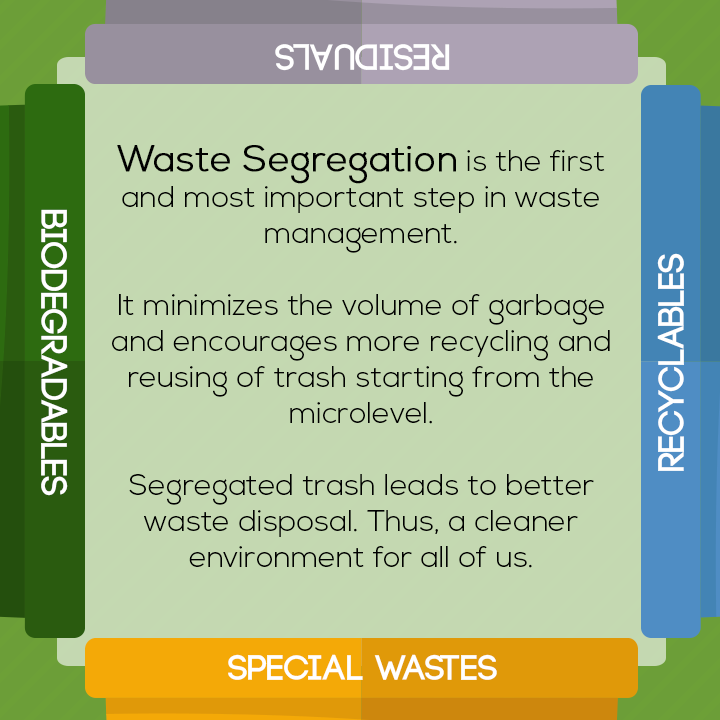 RESIDUALS
BIODEGRADABLES
Waste Segregation is the first
and most important step in waste
management.
It minimizes the volume of garbage
and encourages more recycling and
reusing of trash starting from the
microlevel.
Segregated trash leads to better
waste disposal. Thus, a cleaner
environment for all of us.
RECYCLABLES
SPECIAL WASTES